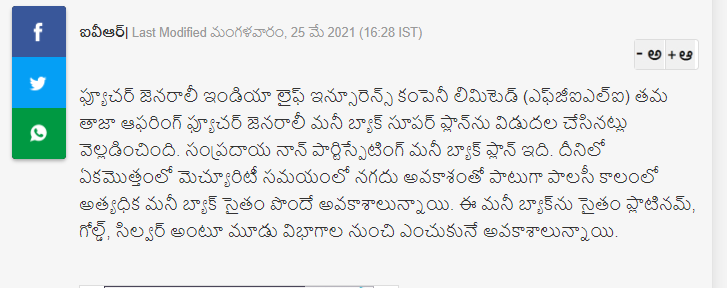 ఐవీఆర్| Last Modified మంగళవారం, 25 మే 2021 (16:28 IST)
- అ + ఆ
ఫ్యూచర్ జెనరాలీ ఇండియా లైఫ్ ఇన్సూరెన్స్ కంపెనీ లిమిటెడ్ (ఎఫ్‌జీఐఎల్ఐ) తమ
తాజా ఆఫరింగ్ ఫ్యూచర్ జెనరాలీ మనీ బ్యాక్ సూపర్ ప్లాన్‌ను విడుదల చేసినట్లు
వెల్లడించింది. సంప్రదాయ నాన్ పార్టిస్పేటింగ్ మనీ బ్యాక్ ప్లాన్ ఇది. దీనిలో
ఏకమొత్తంలో మెచ్యూరిటీ సమయంలో నగదు అవకాశంతో పాటుగా పాలసీ కాలంలో
అత్యధిక మనీ బ్యాక్ సైతం పొందే అవకాశాలున్నాయి. ఈ మనీ బ్యాక్‌ను సైతం ప్లాటినమ్,
గోల్డ్, సిల్వర్ అంటూ మూడు విభాగాల నుంచి ఎంచుకునే అవకాశాలున్నాయి.